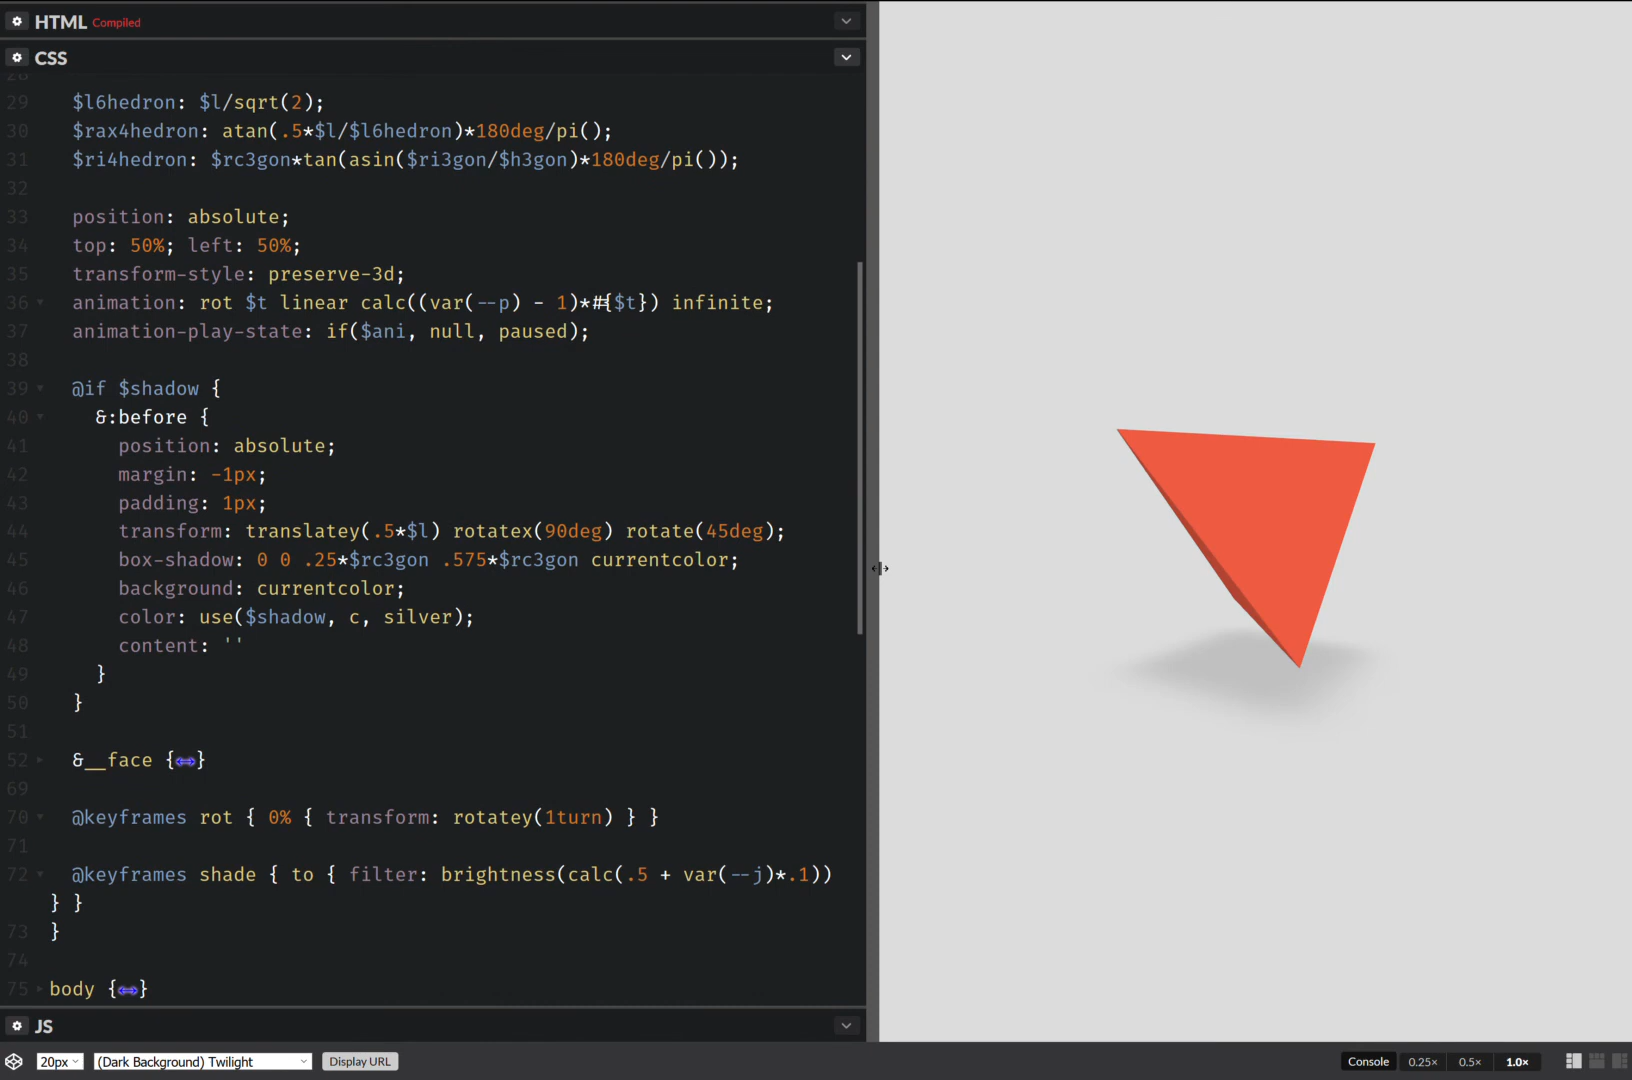 HTML Compiled
CSS
28
29 $l6hedron: $l/sqrt(2);
30 $rax4hedron: atan(.5*$l/$l6hedron)*180deg/pi();
31 $ri4hedron: $rc3gon*tan(asin($ri3gon/$h3gon)*180deg/pi());
32
33 position: absolute;
34 top: 50%; left: 50%;
35 transform-style: preserve-3d;
36 animation: rot $t linear calc((var(--p) - 1)*#{$t}) infinite;
37 animation-play-state: if($ani, null, paused);
38
39 @if $shadow {
40 &:before {
41 position: absolute;
42 margin: -1px;
43 padding: 1px;
44 transform: translatey(.5*$l) rotatex(90deg) rotate(45deg);
45 box-shadow: 0 0 .25*$rc3gon .575*$rc3gon currentcolor;
46 background: currentcolor;
47 color: use($shadow, c, silver);
48 content: ''
49 }
50 }
51
52 &__face {↔}
69
70 @keyframes rot { 0% { transform: rotatey(1turn) } }
71
72 @keyframes shade { to { filter: brightness(calc(.5 + var(--j)*.1))
} }
73 }
74
75 body {↔}
JS
20px (Dark Background) Twilight Display URL
Console 0.25× 0.5× 1.0×